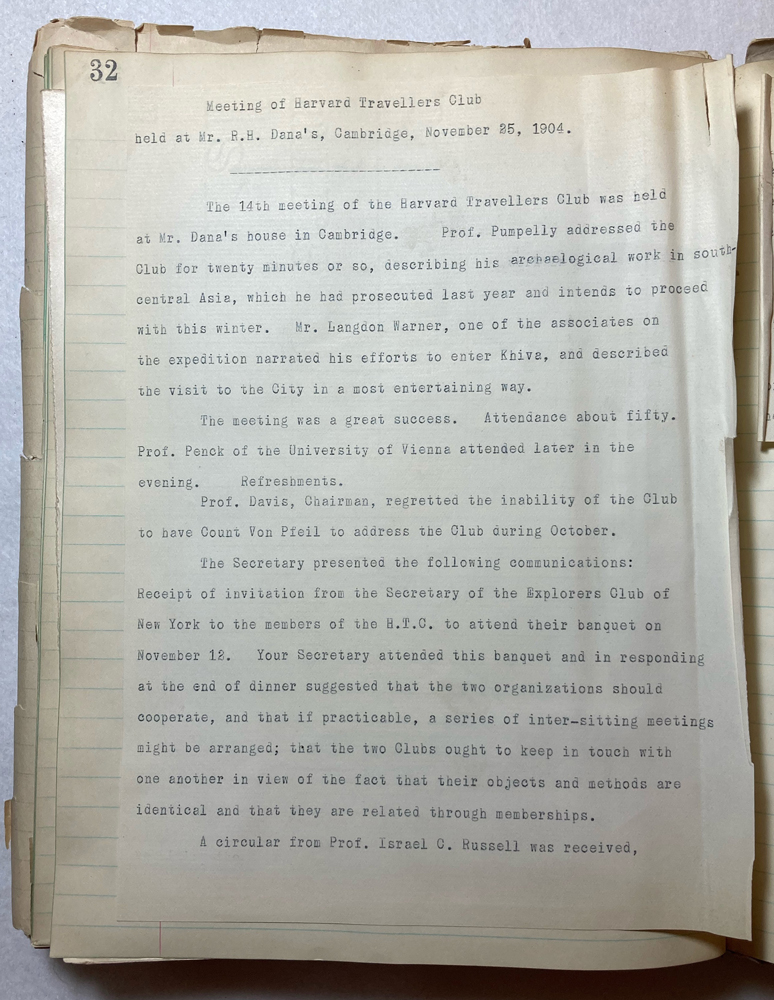 32
Meeting of Harvard Travellers Club
held at Mr. R.H. Dana's, Cambridge, November 25, 1904.
The 14th meeting of the Harvard Travellers Club was held
at Mr. Dana's house in Cambridge. Prof. Pumpelly addressed the
Club for twenty minutes or so, describing his archaelogical work in south-
central Asia, which he had prosecuted last year and intends to proceed
with this winter. Mr. Langdon Warner, one of the associates on
the expedition narrated his efforts to enter Khiva, and described
the visit to the City in a most entertaining way.
The meeting was a great success. Attendance about fifty.
Prof. Penck of the University of Vienna attended later in the
evening. Refreshments.
Prof. Davis, Chairman, regretted the inability of the Club
to have Count Von Pfeil to address the Club during October.
The Secretary presented the following communications:
Receipt of invitation from the Secretary of the Explorers Club of
New York to the members of the H.T.C. to attend their banquet on
November 12. Your Secretary attended this banquet and in responding
at the end of dinner suggested that the two organizations should
cooperate, and that if practicable, a series of inter-sitting meetings
might be arranged; that the two Clubs ought to keep in touch with
one another in view of the fact that their objects and methods are
identical and that they are related through memberships.
A circular from Prof. Israel C. Russell was received,